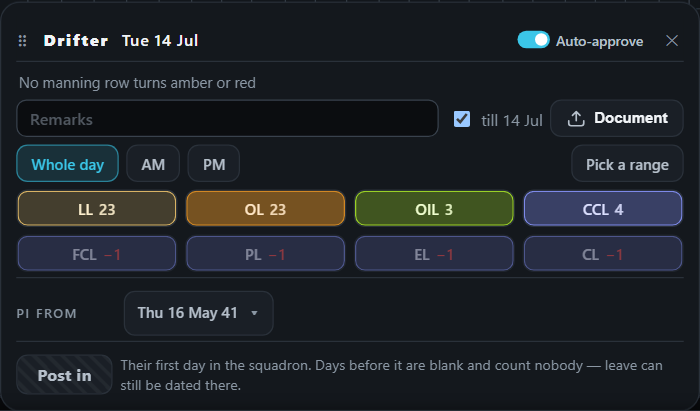 Drifter Tue 14 Jul Auto-approve
No manning row turns amber or red
Remarks till 14 Jul Document
Whole day AM PM Pick a range
LL 23 OL 23 OIL 3 CCL 4
FCL −1 PL −1 EL −1 CL −1
PI FROM Thu 16 May 41
Post in
Their first day in the squadron. Days before it are blank and count nobody — leave can
still be dated there.